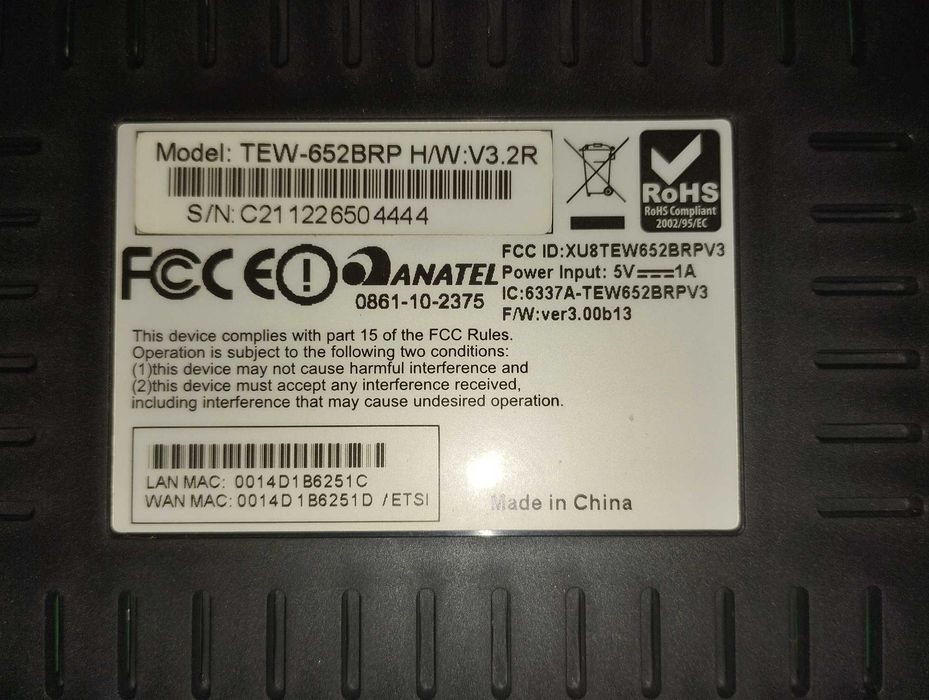 Model: TEW-652BRP H/W:V3.2R
S/N: C211226504444
RoHS
RoHS Compliant
2002/95/EC
FCC CE
ANATEL
0861-10-2375
FCC ID:XU8TEW652BRPV3
Power Input: 5V⎓1A
IC:6337A-TEW652BRPV3
F/W:ver3.00b13
This device complies with part 15 of the FCC Rules.
Operation is subject to the following two conditions:
(1)this device may not cause harmful interference and
(2)this device must accept any interference received,
including interference that may cause undesired operation.
LAN MAC: 0014D1B6251C
WAN MAC: 0014D1B6251D /ETSI
Made in China